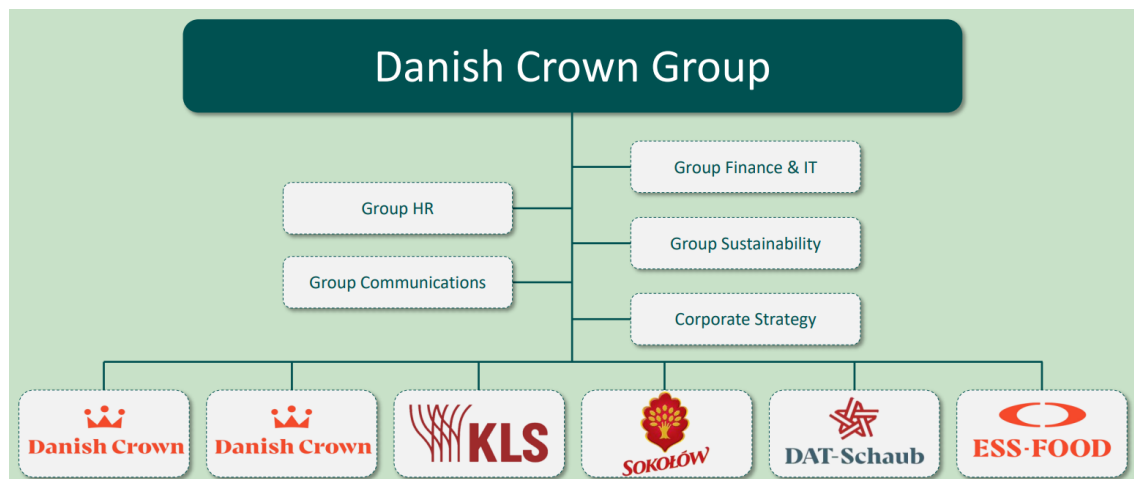 Danish Crown Group
Group Finance & IT
Group HR
Group Sustainability
Group Communications
Corporate Strategy
Danish Crown
Danish Crown
KLS
SOKOŁÓW
DAT-Schaub
ESS-FOOD